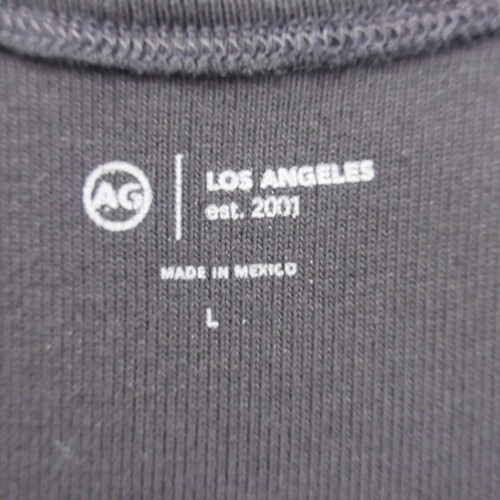 AG
LOS ANGELES
est. 2001
MADE IN MEXICO
L